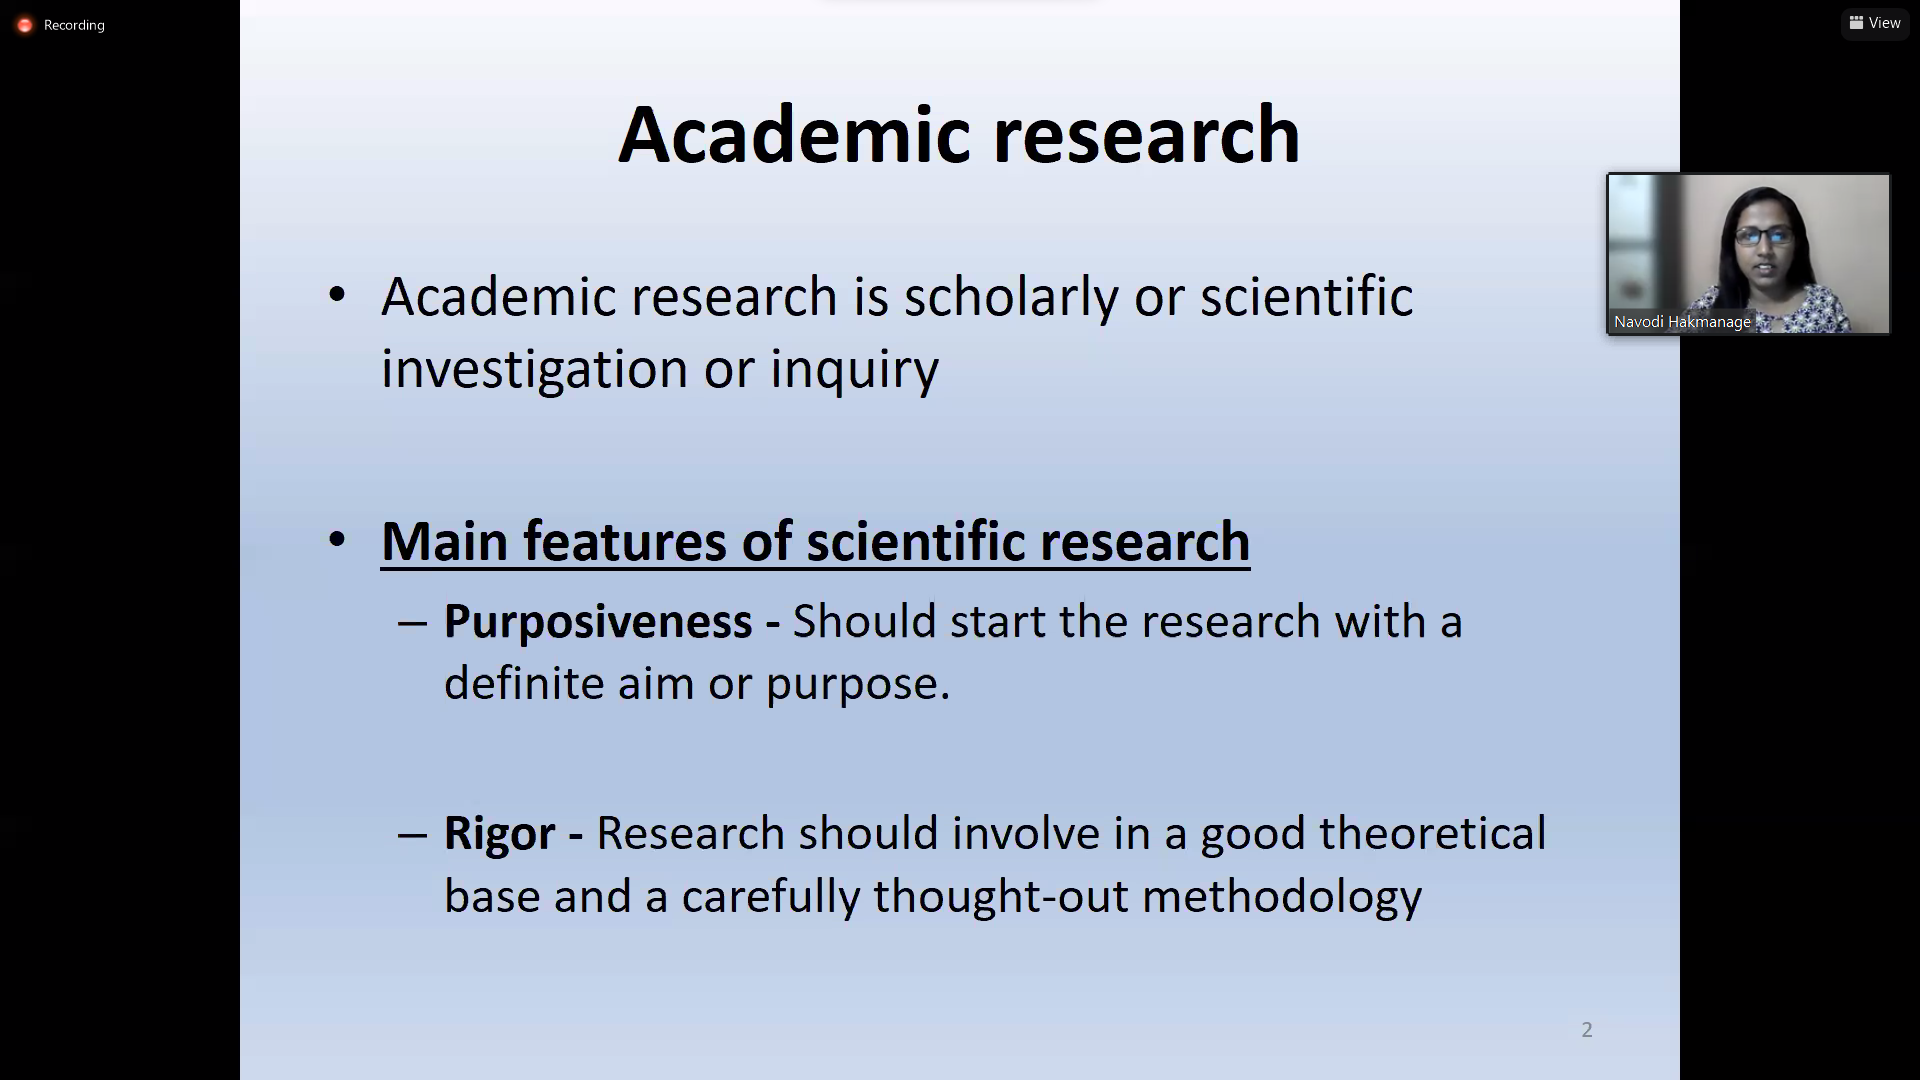 Recording
View
Academic research
• Academic research is scholarly or scientific
investigation or inquiry
Navodi Hakmanage
• Main features of scientific research
– Purposiveness - Should start the research with a
definite aim or purpose.
– Rigor - Research should involve in a good theoretical
base and a carefully thought-out methodology
2